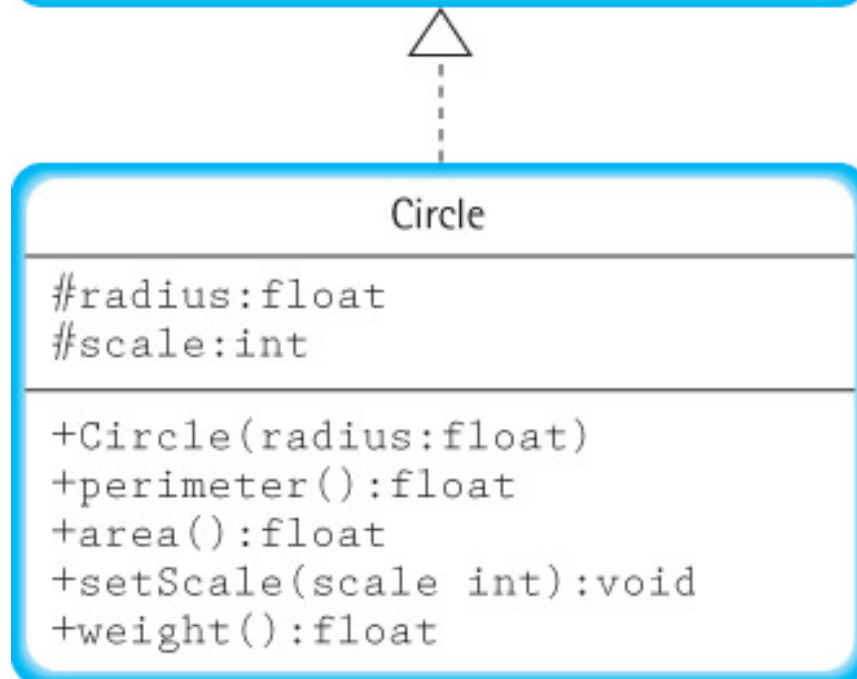 Circle
#radius:float
#scale:int
+Circle(radius:float)
+perimeter():float
+area():float
+setScale(scale int):void
+weight():float